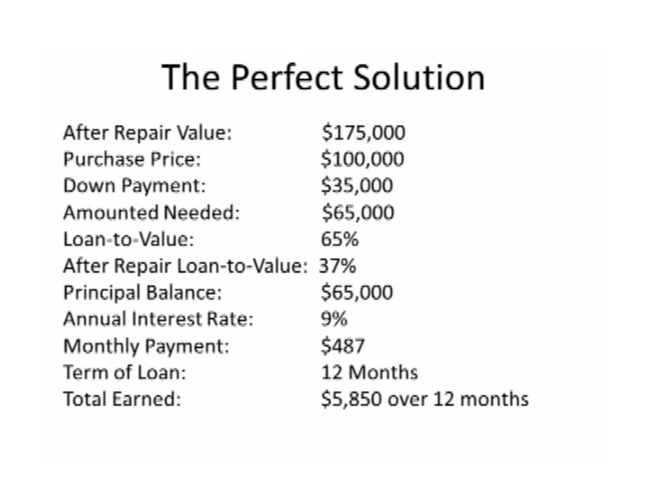 The Perfect Solution
After Repair Value: $175,000
Purchase Price: $100,000
Down Payment: $35,000
Amounted Needed: $65,000
Loan-to-Value: 65%
After Repair Loan-to-Value: 37%
Principal Balance: $65,000
Annual Interest Rate: 9%
Monthly Payment: $487
Term of Loan: 12 Months
Total Earned: $5,850 over 12 months